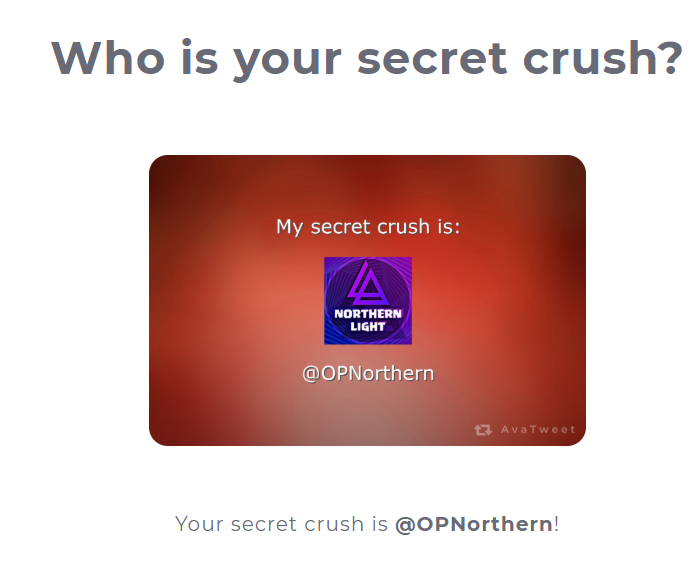 Who is your secret crush?
My secret crush is:
NORTHERN
LIGHT
@OPNorthern
AvaTweet
Your secret crush is @OPNorthern!